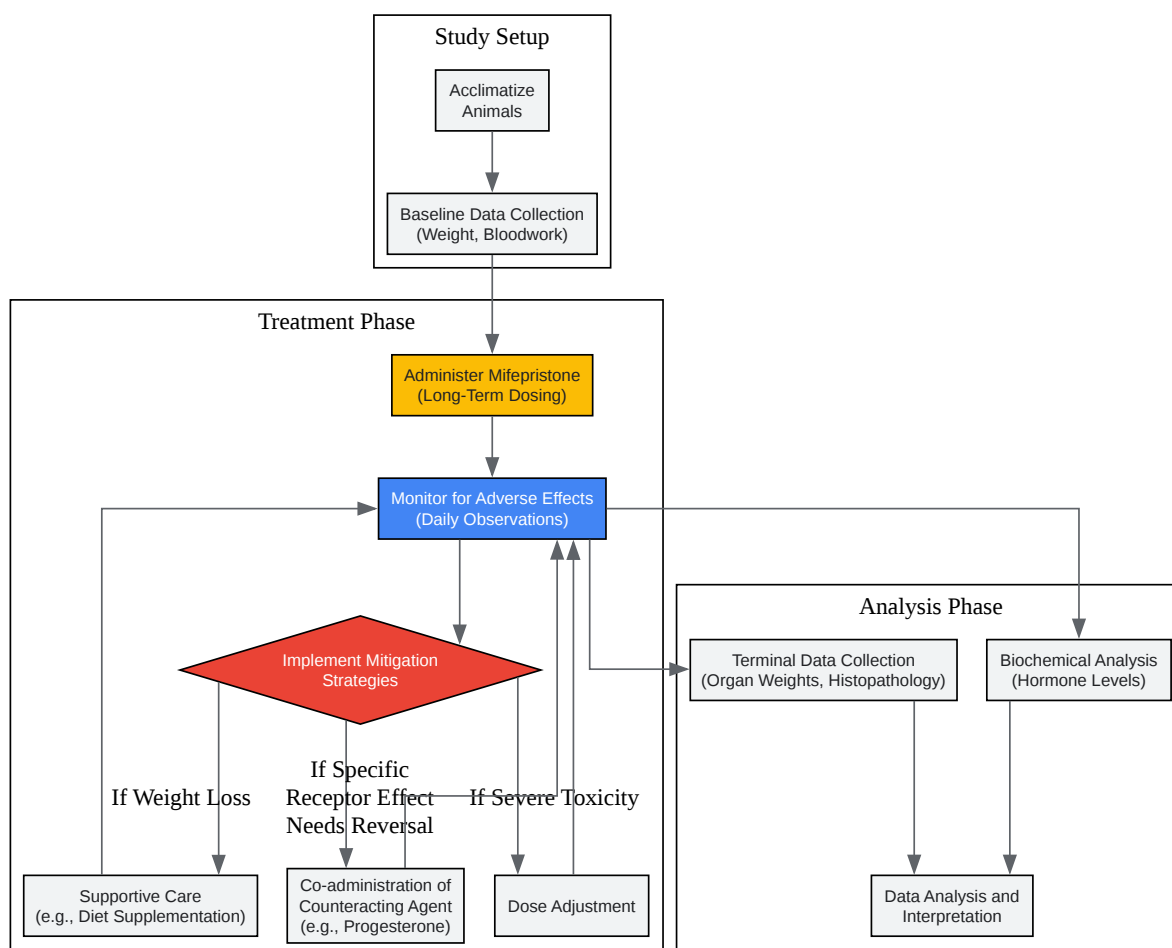 Study Setup
Acclimatize
Animals
Baseline Data Collection
(Weight, Bloodwork)
Treatment Phase
Administer Mifepristone
(Long-Term Dosing)
Monitor for Adverse Effects
(Daily Observations)
Analysis Phase
Implement Mitigation
Strategies
Terminal Data Collection
(Organ Weights, Histopathology)
Biochemical Analysis
(Hormone Levels)
If Weight Loss
If Specific
Receptor Effect
Needs Reversal
If Severe Toxicity
Supportive Care
(e.g., Diet Supplementation)
Co-administration of
Counteracting Agent
(e.g., Progesterone)
Dose Adjustment
Data Analysis and
Interpretation